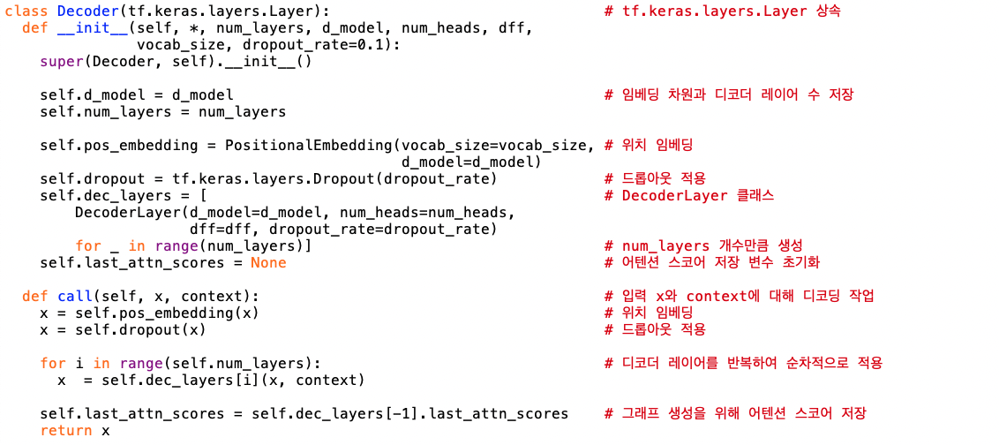 class Decoder(tf.keras.layers.Layer): # tf.keras.layers.Layer 상속
  def __init__(self, *, num_layers, d_model, num_heads, dff,
               vocab_size, dropout_rate=0.1):
    super(Decoder, self).__init__()
    self.d_model = d_model # 임베딩 차원과 디코더 레이어 수 저장
    self.num_layers = num_layers
    self.pos_embedding = PositionalEmbedding(vocab_size=vocab_size, # 위치 임베딩
                                             d_model=d_model)
    self.dropout = tf.keras.layers.Dropout(dropout_rate) # 드롭아웃 적용
    self.dec_layers = [ # DecoderLayer 클래스
        DecoderLayer(d_model=d_model, num_heads=num_heads,
                     dff=dff, dropout_rate=dropout_rate)
        for _ in range(num_layers)] # num_layers 개수만큼 생성
    self.last_attn_scores = None # 어텐션 스코어 저장 변수 초기화
  def call(self, x, context): # 입력 x와 context에 대해 디코딩 작업
    x = self.pos_embedding(x) # 위치 임베딩
    x = self.dropout(x) # 드롭아웃 적용
    for i in range(self.num_layers): # 디코더 레이어를 반복하여 순차적으로 적용
      x  = self.dec_layers[i](x, context)
    self.last_attn_scores = self.dec_layers[-1].last_attn_scores # 그래프 생성을 위해 어텐션 스코어 저장
    return x